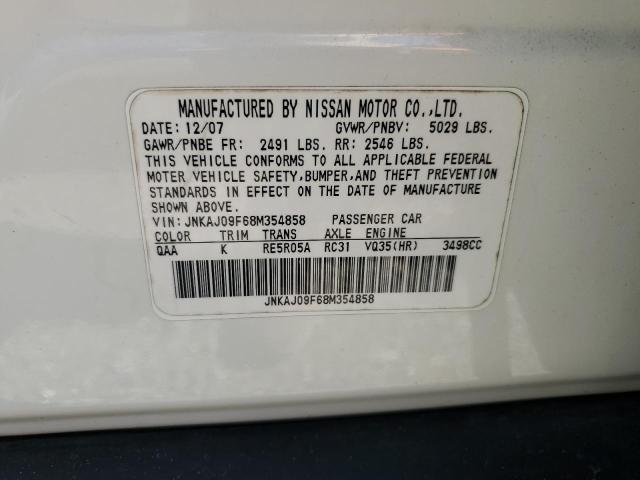 MANUFACTURED BY NISSAN MOTOR CO.,LTD.
DATE: 12/07 GVWR/PNBV: 5029 LBS.
GAWR/PNBE FR: 2491 LBS. RR: 2546 LBS.
THIS VEHICLE CONFORMS TO ALL APPLICABLE FEDERAL
MOTOR VEHICLE SAFETY,BUMPER,AND THEFT PREVENTION
STANDARDS IN EFFECT ON THE DATE OF MANUFACTURE
SHOWN ABOVE.
VIN: JNKAJ09F68M354858 PASSENGER CAR
COLOR TRIM TRANS AXLE ENGINE
QAA K RE5R05A RC31 VQ35(HR) 3498CC
JNKAJ09F68M354858